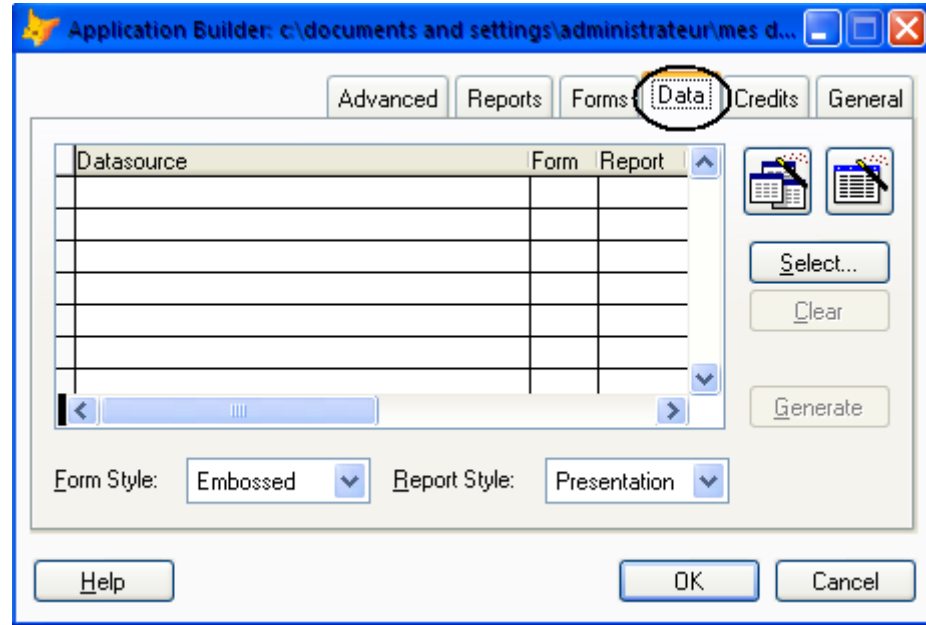 Application Builder: c:\documents and settings\administrateur\mes d...
Advanced Reports Forms Data Credits General
Datasource Form Report
Select...
Clear
Generate
Form Style: Embossed Report Style: Presentation
Help OK Cancel